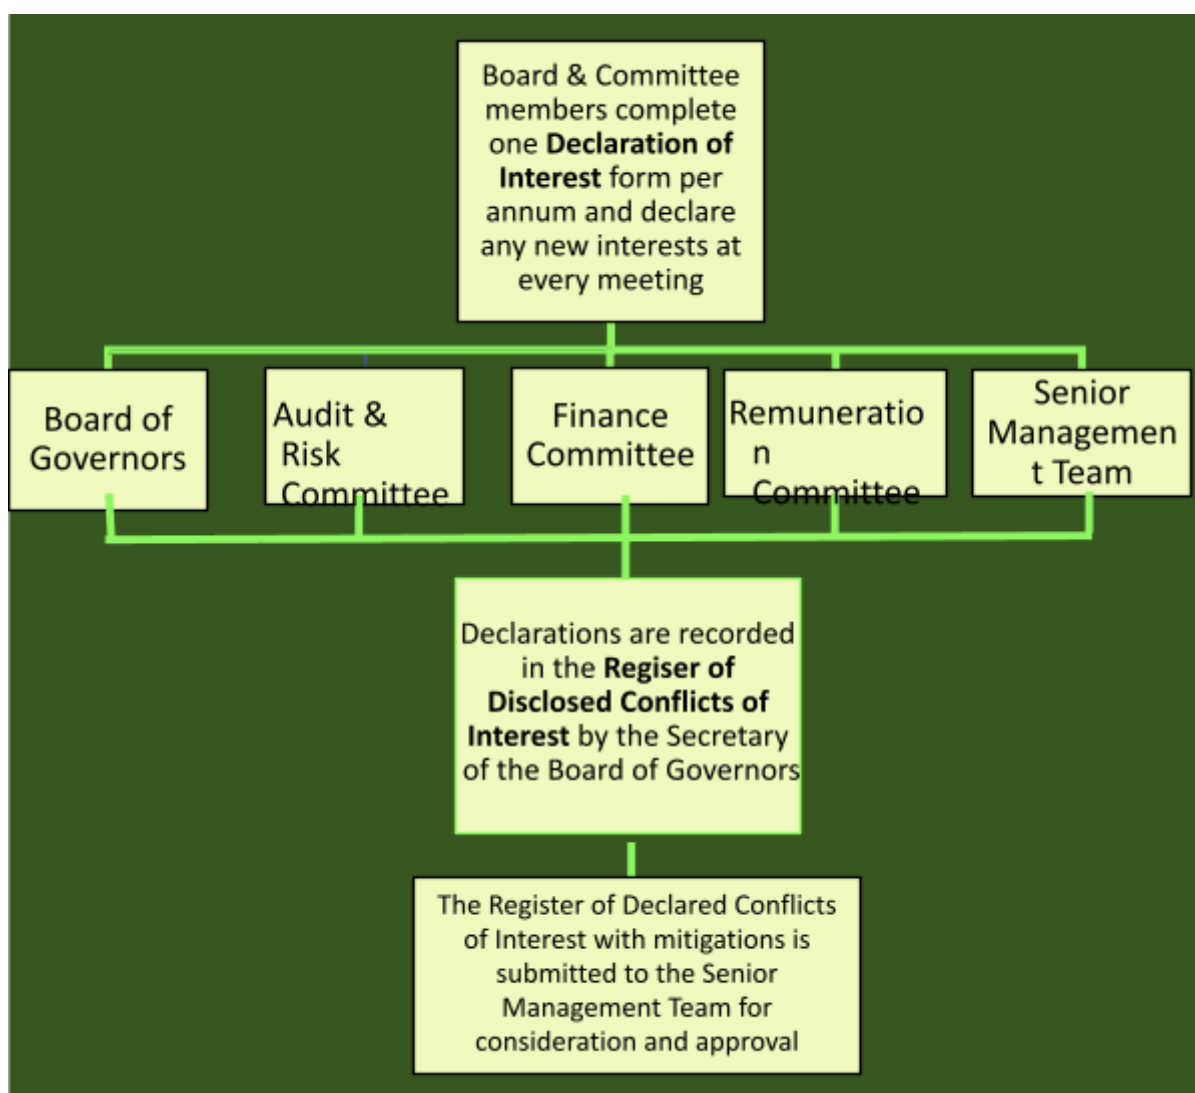 Board & Committee
members complete
one Declaration of
Interest form per
annum and declare
any new interests at
every meeting
Board of
Governors
Audit &
Risk
Committee
Finance
Committee
Remuneratio
n
Committee
Senior
Managemen
t Team
Declarations are recorded
in the Regiser of
Disclosed Conflicts of
Interest by the Secretary
of the Board of Governors
The Register of Declared Conflicts
of Interest with mitigations is
submitted to the Senior
Management Team for
consideration and approval